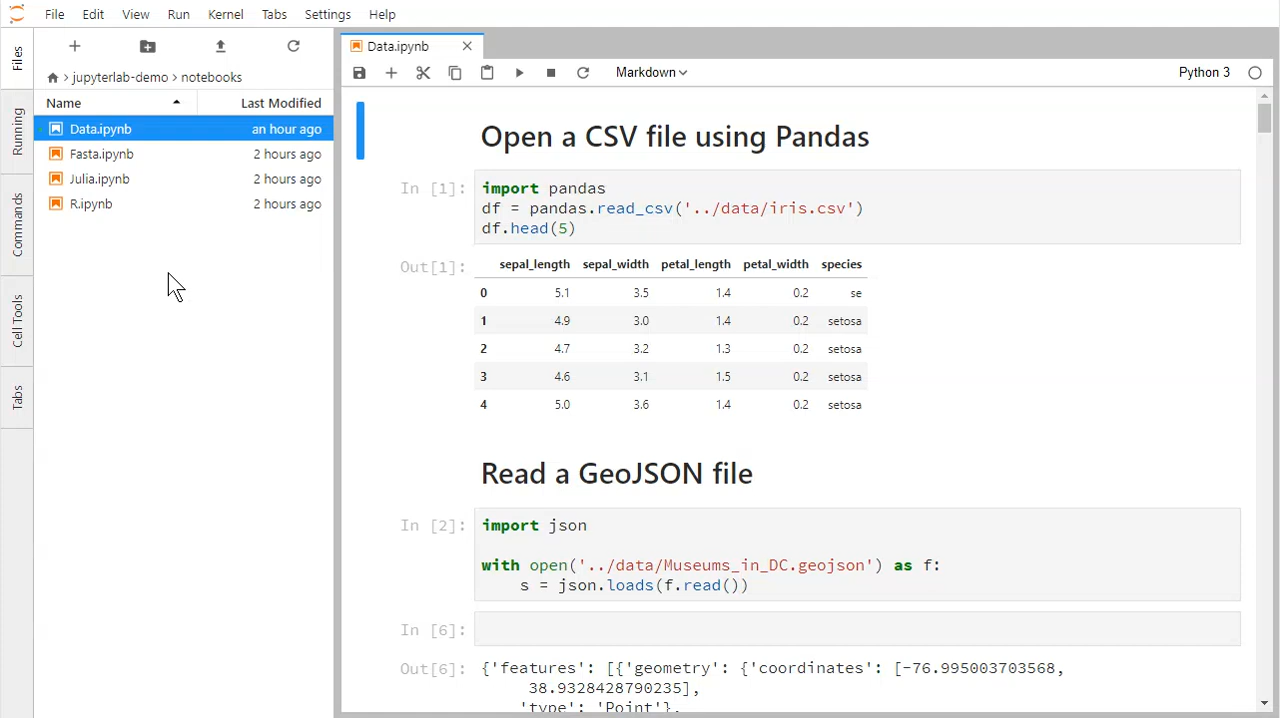 File Edit View Run Kernel Tabs Settings Help
Files
Running
Commands
Cell Tools
Tabs
jupyterlab-demo > notebooks
Name Last Modified
Data.ipynb an hour ago
Fasta.ipynb 2 hours ago
Julia.ipynb 2 hours ago
R.ipynb 2 hours ago
Data.ipynb
Markdown Python 3
Open a CSV file using Pandas
In [1]: import pandas
df = pandas.read_csv('../data/iris.csv')
df.head(5)
Out[1]: sepal_length sepal_width petal_length petal_width species
0 5.1 3.5 1.4 0.2 se
1 4.9 3.0 1.4 0.2 setosa
2 4.7 3.2 1.3 0.2 setosa
3 4.6 3.1 1.5 0.2 setosa
4 5.0 3.6 1.4 0.2 setosa
Read a GeoJSON file
In [2]: import json
with open('../data/Museums_in_DC.geojson') as f:
s = json.loads(f.read())
In [6]:
Out[6]: {'features': [{'geometry': {'coordinates': [-76.995003703568,
38.9328428790235],
'type': 'Point'},